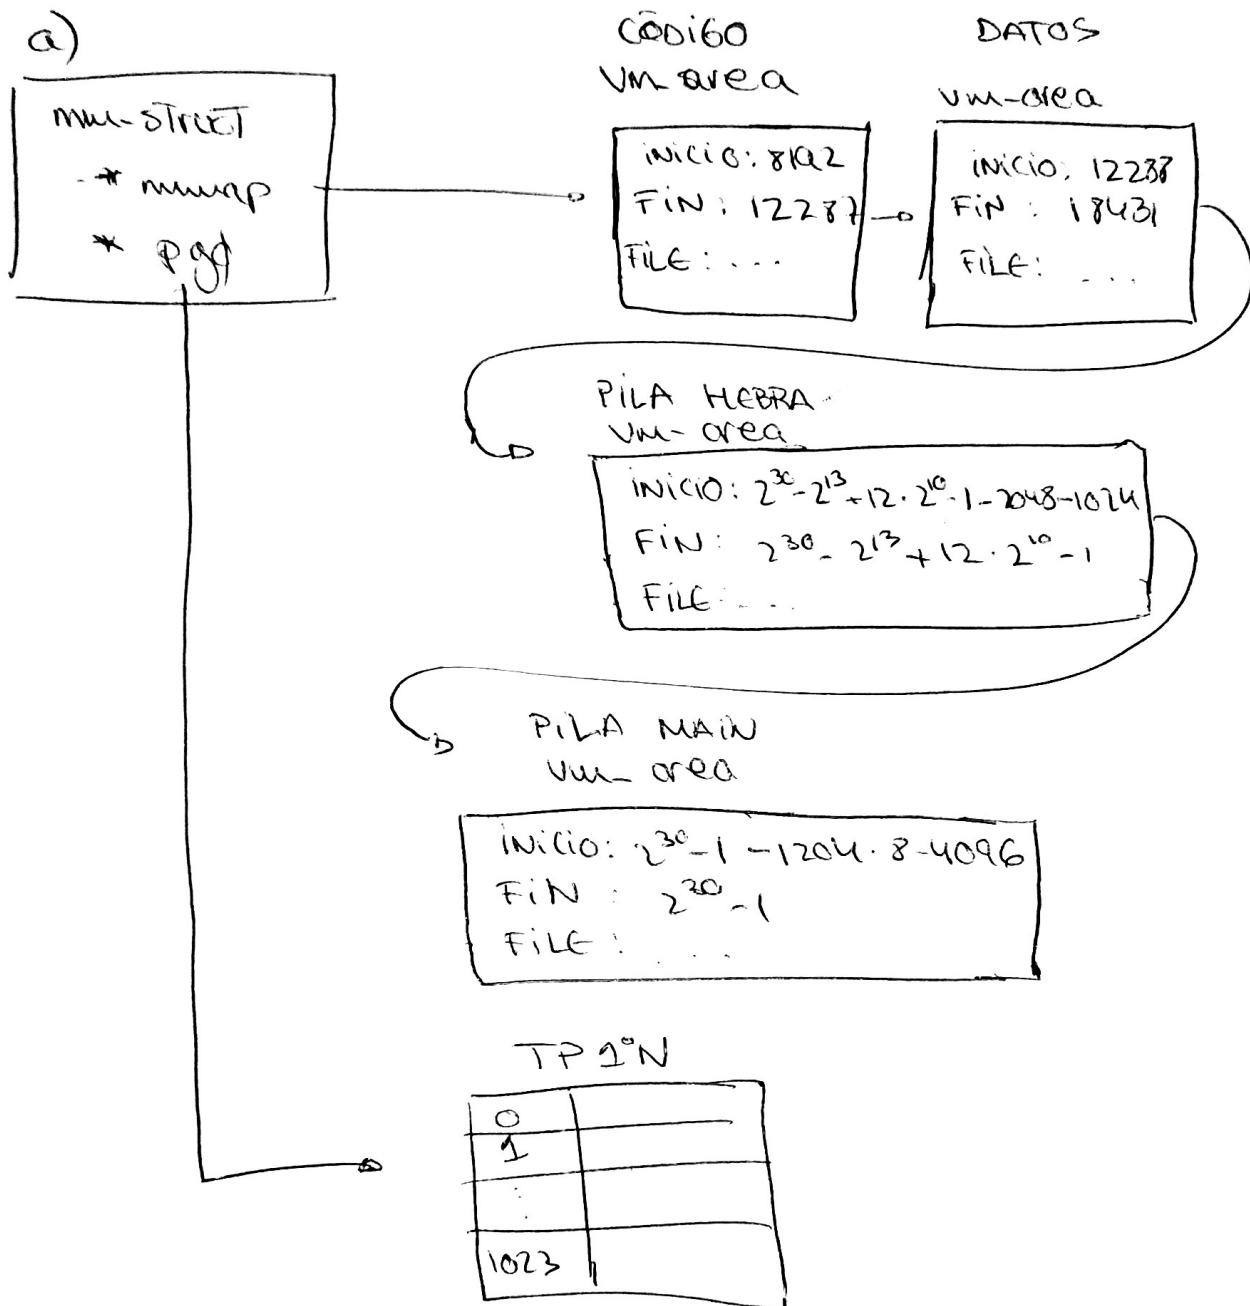 a)
mm-STRUCT
* mmap
* pgd
CÓDIGO
vm-area
INICIO: 8192
FIN: 12287
FILE: ...
DATOS
vm-area
INICIO: 12288
FIN: 18431
FILE: ...
PILA HEBRA
vm-area
INICIO: 2^30-2^13+12·2^10-1-2048-1024
FIN: 2^30-2^13+12·2^10-1
FILE ...
PILA MAIN
vm-area
INICIO: 2^30-1-1204·8-4096
FIN: 2^30-1
FILE: ...
TP 1ºN
0
1
⋮
1023